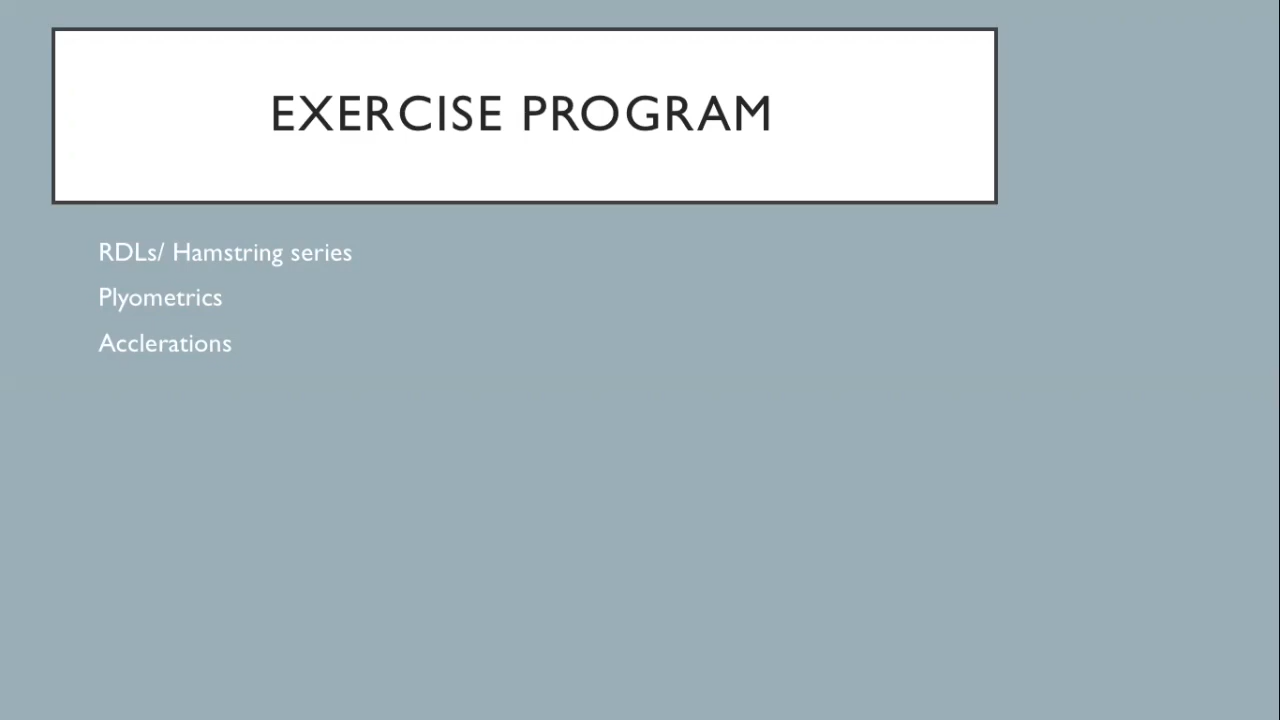 EXERCISE PROGRAM
RDLs/ Hamstring series
Plyometrics
Acclerations